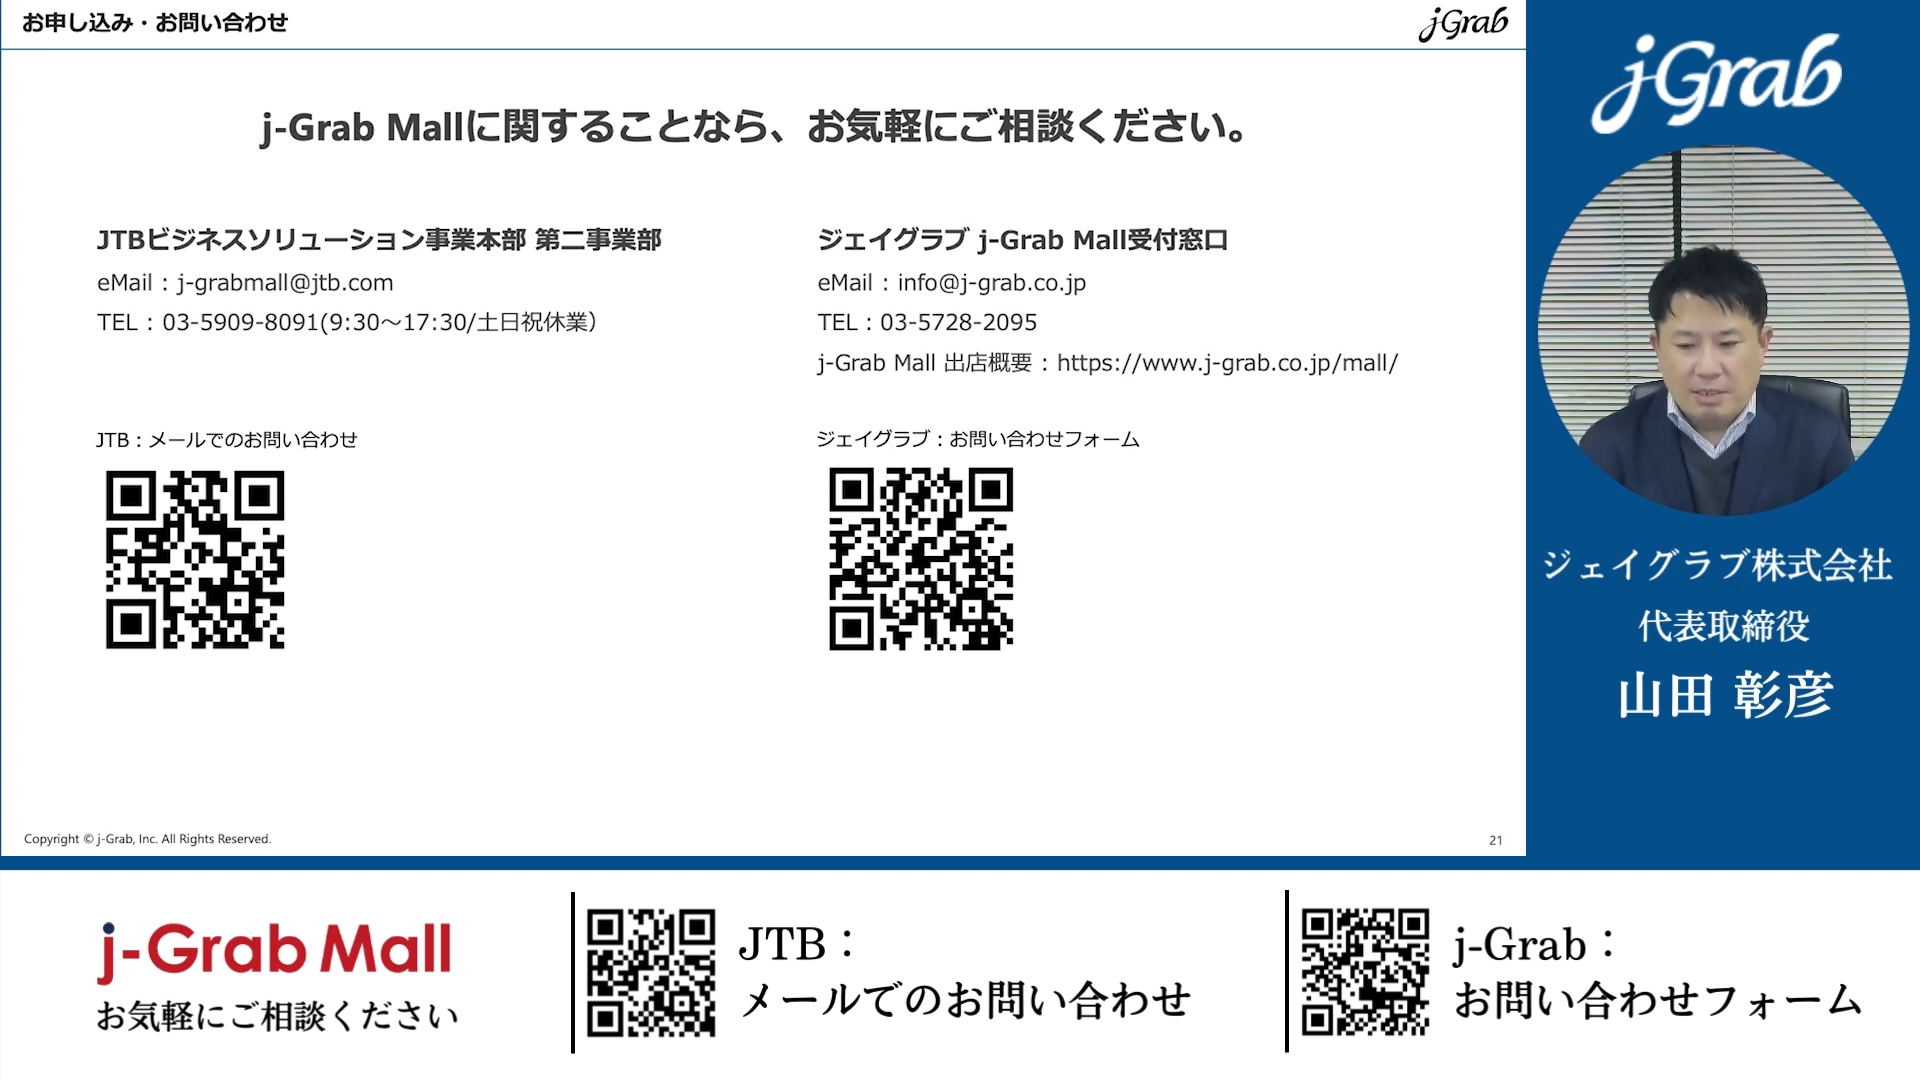 お申し込み・お問い合わせ
j-Grab
j-Grab Mallに関することなら、お気軽にご相談ください。
JTBビジネスソリューション事業本部 第二事業部
eMail：j-grabmall@jtb.com
TEL：03-5909-8091(9:30～17:30/土日祝休業）
ジェイグラブ j-Grab Mall受付窓口
eMail：info@j-grab.co.jp
TEL：03-5728-2095
j-Grab Mall 出店概要：https://www.j-grab.co.jp/mall/
JTB：メールでのお問い合わせ
ジェイグラブ：お問い合わせフォーム
Copyright © j-Grab, Inc. All Rights Reserved.
21
j-Grab
ジェイグラブ株式会社
代表取締役
山田 彰彦
j-Grab Mall
お気軽にご相談ください
JTB：
メールでのお問い合わせ
j-Grab：
お問い合わせフォーム